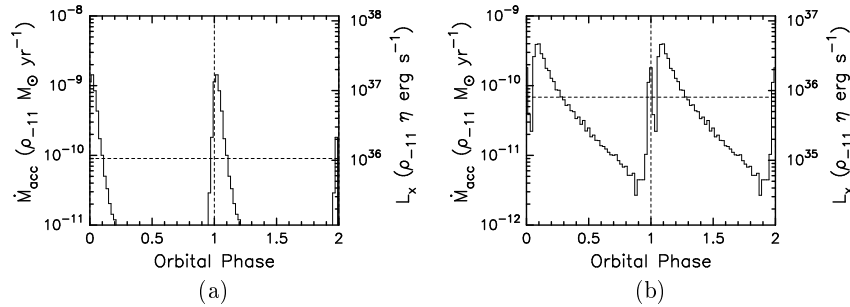 10⁻⁸
10⁻⁹
10⁻¹⁰
10⁻¹¹
Ṁacc (ρ₋₁₁ M⊙ yr⁻¹)
0 0.5 1 1.5 2
Orbital Phase
10³⁸
10³⁷
10³⁶
Lx (ρ₋₁₁ η erg s⁻¹)
(a)
10⁻⁹
10⁻¹⁰
10⁻¹¹
10⁻¹²
Ṁacc (ρ₋₁₁ M⊙ yr⁻¹)
0 0.5 1 1.5 2
Orbital Phase
10³⁷
10³⁶
10³⁵
Lx (ρ₋₁₁ η erg s⁻¹)
(b)